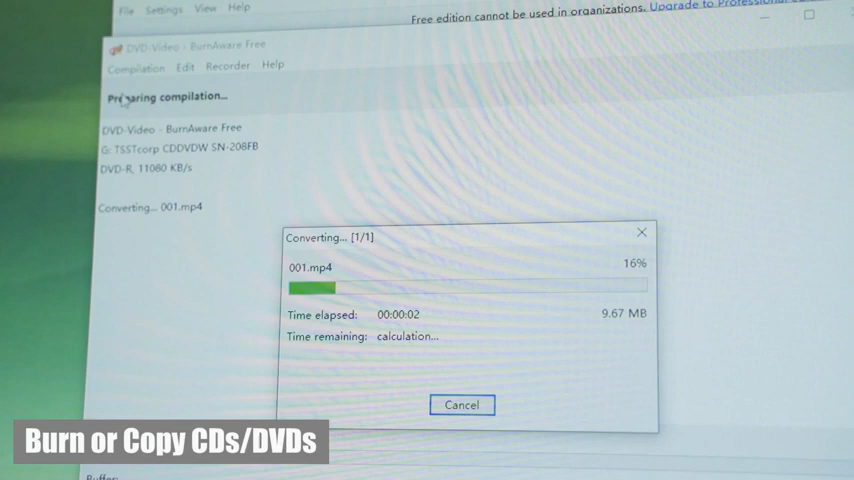 File Settings View Help
Free edition cannot be used in organizations. Upgrade to Professional
DVD-Video - BurnAware Free
Compilation Edit Recorder Help
Preparing compilation...
DVD-Video - BurnAware Free
G: TSSTcorp CDDVDW SN-208FB
DVD-R, 11080 KB/s
Converting... 001.mp4
Converting... [1/1]
001.mp4 16%
Time elapsed: 00:00:02 9.67 MB
Time remaining: calculation...
Cancel
Burn or Copy CDs/DVDs